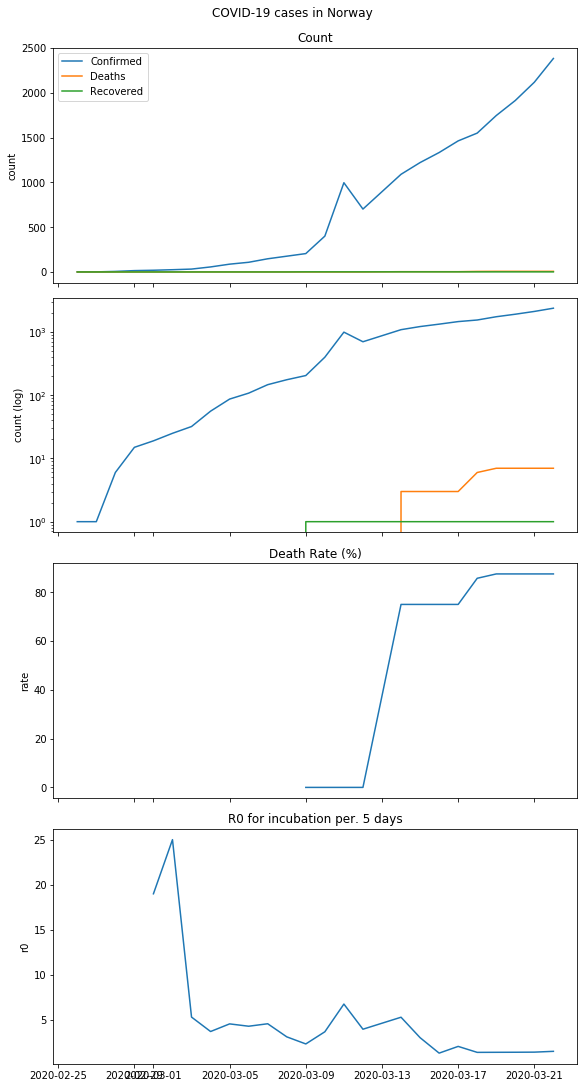 COVID-19 cases in Norway
Count
2500
2000
1500
1000
500
0
count
Confirmed
Deaths
Recovered
10³
10²
10¹
10⁰
count (log)
Death Rate (%)
80
60
40
20
0
rate
R0 for incubation per. 5 days
25
20
15
10
5
r0
2020-02-25 2020-02-29 2020-03-01 2020-03-05 2020-03-09 2020-03-13 2020-03-17 2020-03-21